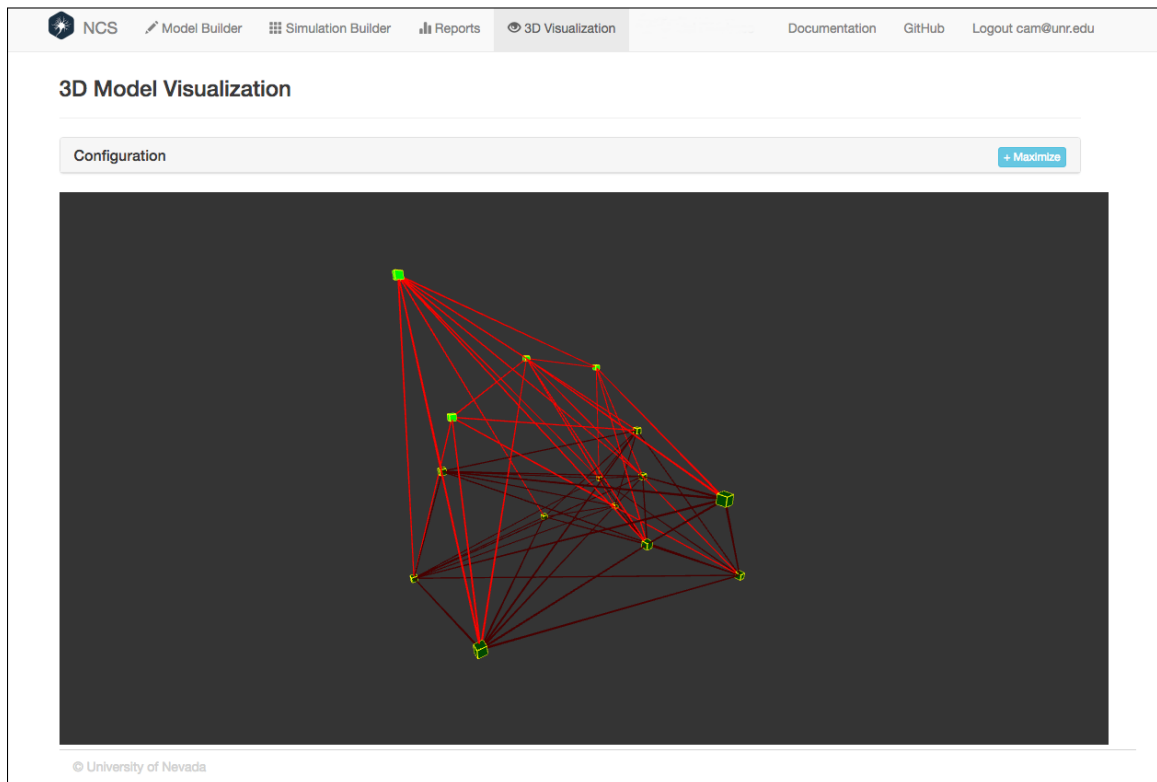 NCS Model Builder Simulation Builder Reports 3D Visualization Documentation GitHub Logout cam@unr.edu
3D Model Visualization
Configuration + Maximize
© University of Nevada